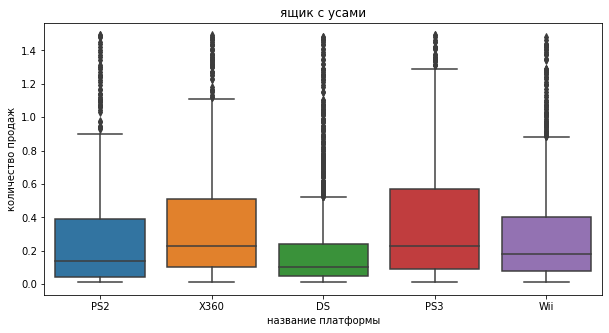 ящик с усами
количество продаж
1.4
1.2
1.0
0.8
0.6
0.4
0.2
0.0
PS2 X360 DS PS3 Wii
название платформы